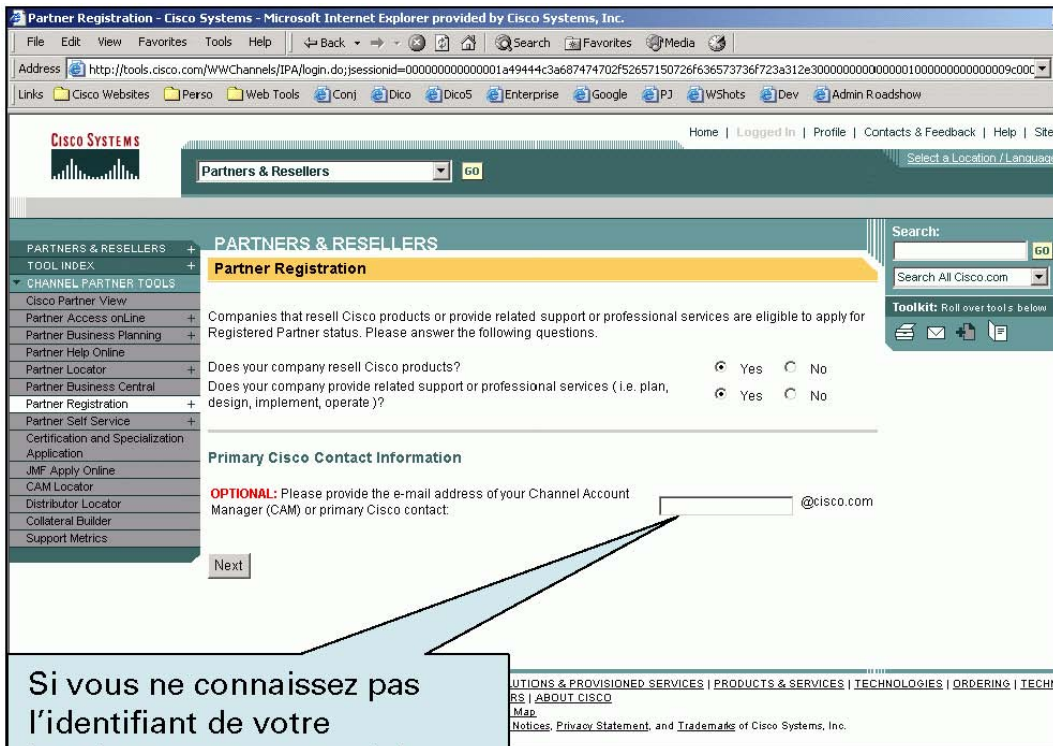 Partner Registration - Cisco Systems - Microsoft Internet Explorer provided by Cisco Systems, Inc.
File Edit View Favorites Tools Help Back Search Favorites Media
Address http://tools.cisco.com/WWChannels/IPA/login.do;jsessionid=
Links Cisco Websites Perso Web Tools Conj Dico Dico5 Enterprise Google PJ WShots Dev Admin Roadshow
CISCO SYSTEMS
Home | Logged In | Profile | Contacts & Feedback | Help | Site
Select a Location / Language
Partners & Resellers GO
PARTNERS & RESELLERS +
TOOL INDEX +
CHANNEL PARTNER TOOLS
Cisco Partner View
Partner Access onLine +
Partner Business Planning +
Partner Help Online
Partner Locator +
Partner Business Central
Partner Registration +
Partner Self Service +
Certification and Specialization
Application
JMF Apply Online
CAM Locator
Distributor Locator
Collateral Builder
Support Metrics
PARTNERS & RESELLERS
Partner Registration
Companies that resell Cisco products or provide related support or professional services are eligible to apply for
Registered Partner status. Please answer the following questions.
Does your company resell Cisco products? Yes No
Does your company provide related support or professional services ( i.e. plan,
design, implement, operate )? Yes No
Primary Cisco Contact Information
OPTIONAL: Please provide the e-mail address of your Channel Account
Manager (CAM) or primary Cisco contact: @cisco.com
Next
Search:
GO
Search All Cisco.com
Toolkit: Roll over tools below
Si vous ne connaissez pas
l'identifiant de votre
UTIONS & PROVISIONED SERVICES | PRODUCTS & SERVICES | TECHNOLOGIES | ORDERING | TECH
RS | ABOUT CISCO
Map
Notices, Privacy Statement, and Trademarks of Cisco Systems, Inc.